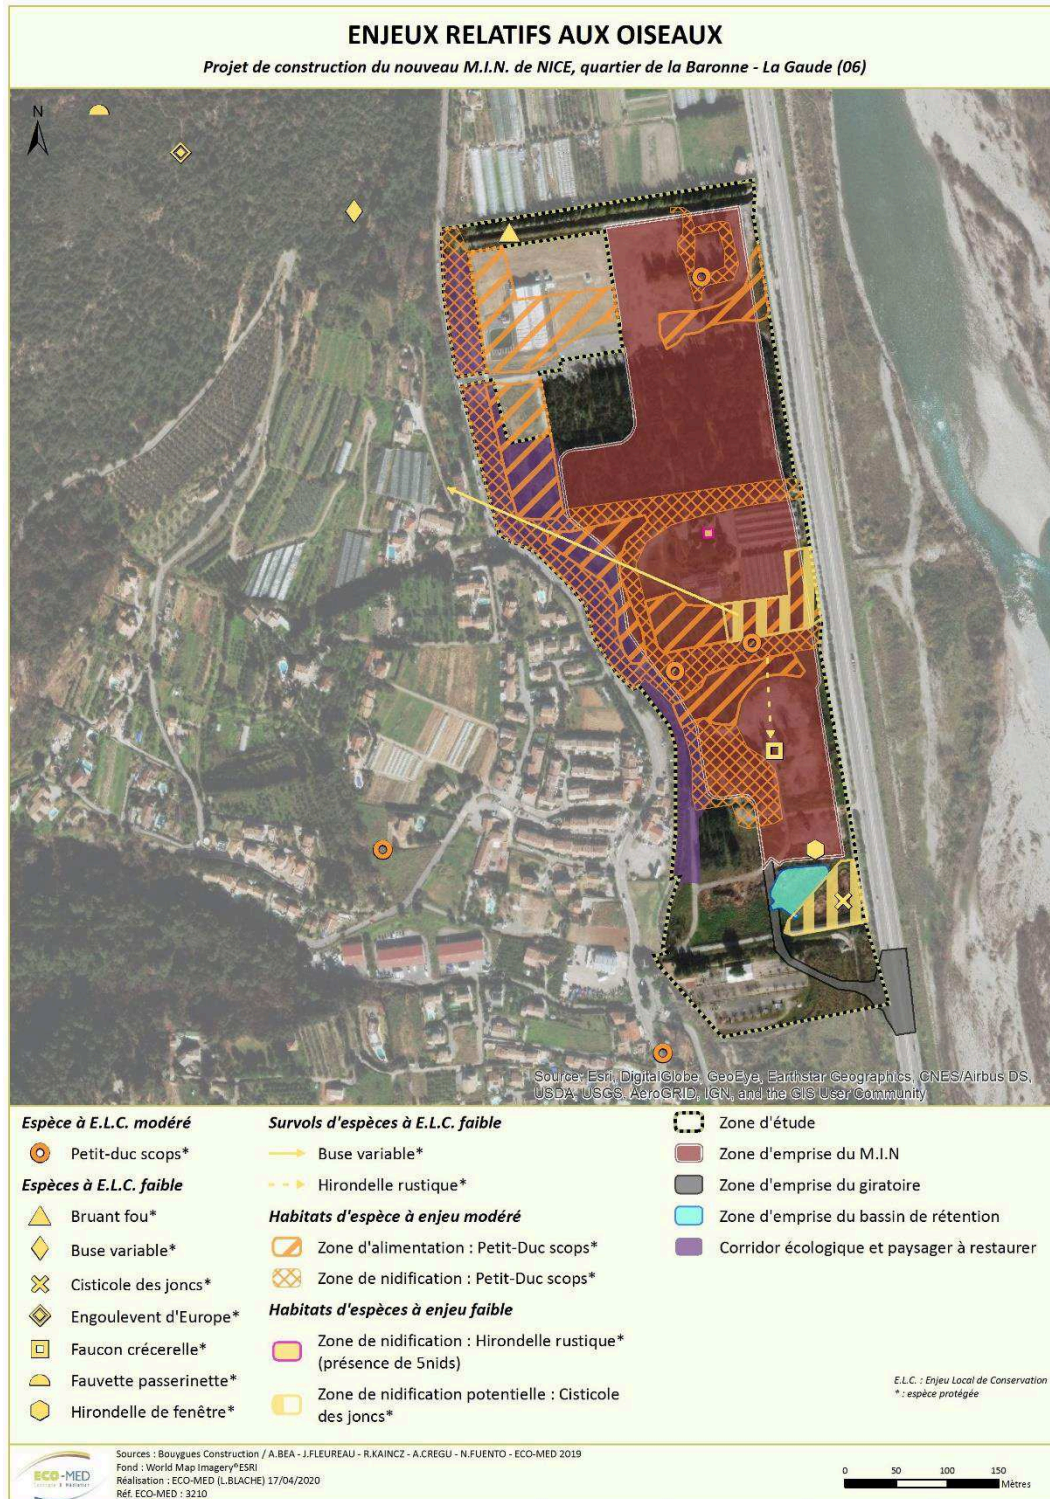 ENJEUX RELATIFS AUX OISEAUX
Projet de construction du nouveau M.I.N. de NICE, quartier de la Baronne - La Gaude (06)
N
Source: Esri, DigitalGlobe, GeoEye, Earthstar Geographics, CNES/Airbus DS,
USDA, USGS, AeroGRID, IGN, and the GIS User Community
Espèce à E.L.C. modéré
Petit-duc scops*
Espèces à E.L.C. faible
Bruant fou*
Buse variable*
Cisticole des joncs*
Engoulevent d'Europe*
Faucon crécerelle*
Fauvette passerinette*
Hirondelle de fenêtre*
Survols d'espèces à E.L.C. faible
Buse variable*
Hirondelle rustique*
Habitats d'espèce à enjeu modéré
Zone d'alimentation : Petit-Duc scops*
Zone de nidification : Petit-Duc scops*
Habitats d'espèces à enjeu faible
Zone de nidification : Hirondelle rustique*
(présence de 5nids)
Zone de nidification potentielle : Cisticole
des joncs*
Zone d'étude
Zone d'emprise du M.I.N
Zone d'emprise du giratoire
Zone d'emprise du bassin de rétention
Corridor écologique et paysager à restaurer
E.L.C. : Enjeu Local de Conservation
* : espèce protégée
ECO-MED
Sources : Bouygues Construction / A.BEA - J.FLEUREAU - R.KAINCZ - A.CREGU - N.FUENTO - ECO-MED 2019
Fond : World Map Imagery®ESRI
Réalisation : ECO-MED (L.BLACHE) 17/04/2020
Réf. ECO-MED : 3210
0 50 100 150
Mètres